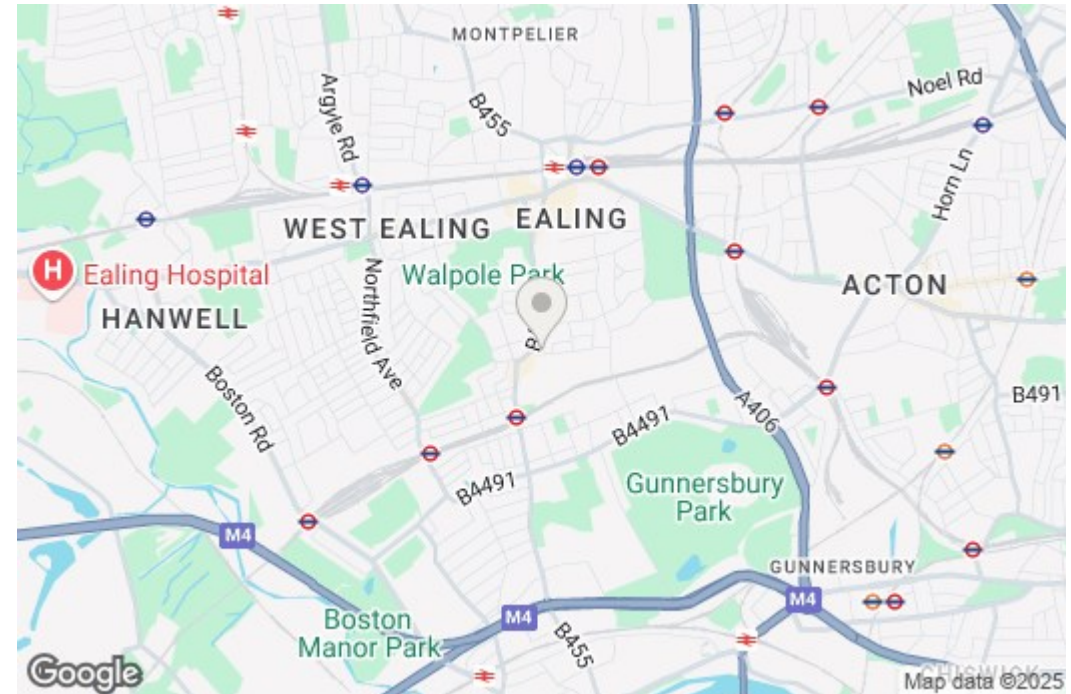 MONTPELIER
Noel Rd
Argyle Rd
B455
Horn Ln
WEST EALING
EALING
H
Ealing Hospital
Walpole Park
ACTON
HANWELL
Northfield Ave
Boston Rd
B491
A406
B4491
B4491
Gunnersbury
Park
M4
GUNNERSBURY
M4
M4
Boston
Manor Park
B455
Google
CHISWICK
Map data ©2025